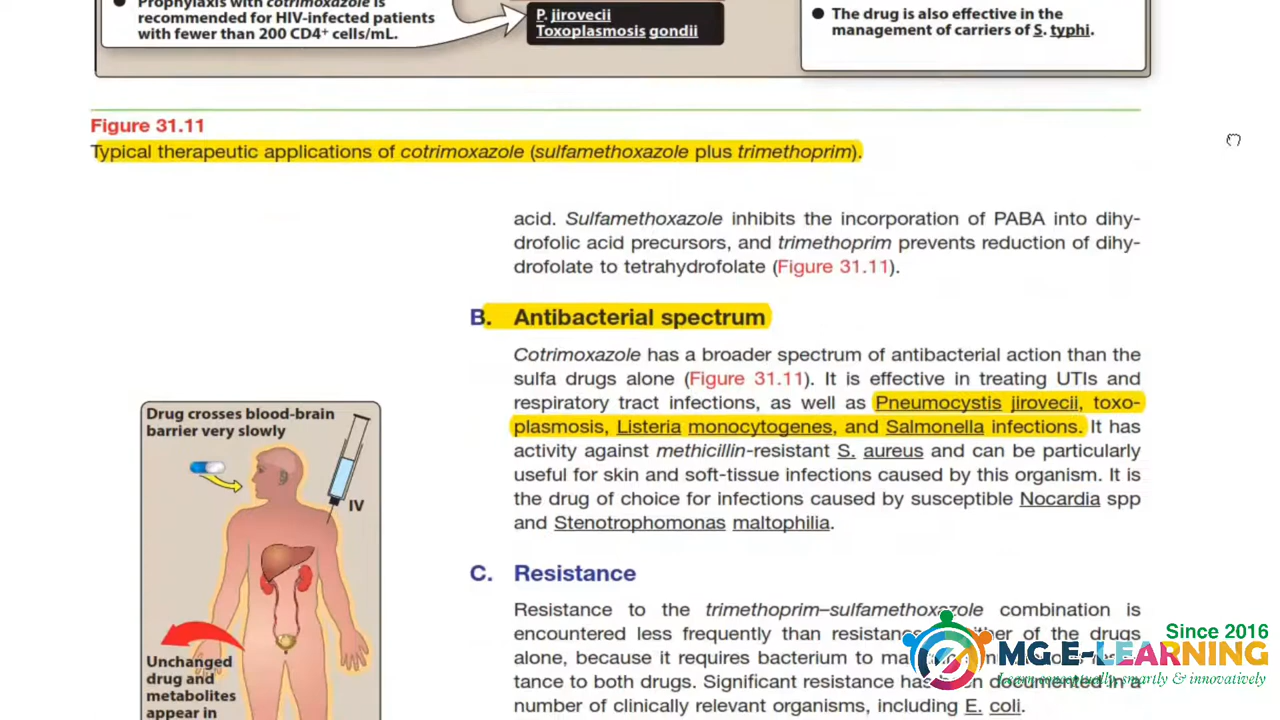 Prophylaxis with cotrimoxazole is
recommended for HIV-infected patients
with fewer than 200 CD4+ cells/mL.
P. jirovecii
Toxoplasmosis gondii
The drug is also effective in the
management of carriers of S. typhi.
Figure 31.11
Typical therapeutic applications of cotrimoxazole (sulfamethoxazole plus trimethoprim).
acid. Sulfamethoxazole inhibits the incorporation of PABA into dihy-
drofolic acid precursors, and trimethoprim prevents reduction of dihy-
drofolate to tetrahydrofolate (Figure 31.11).
B. Antibacterial spectrum
Cotrimoxazole has a broader spectrum of antibacterial action than the
sulfa drugs alone (Figure 31.11). It is effective in treating UTIs and
respiratory tract infections, as well as Pneumocystis jirovecii, toxo-
plasmosis, Listeria monocytogenes, and Salmonella infections. It has
activity against methicillin-resistant S. aureus and can be particularly
useful for skin and soft-tissue infections caused by this organism. It is
the drug of choice for infections caused by susceptible Nocardia spp
and Stenotrophomonas maltophilia.
C. Resistance
Resistance to the trimethoprim–sulfamethoxazole combination is
encountered less frequently than resistance of the drugs
alone, because it requires bacterium to
tance to both drugs. Significant resistance has documented in a
number of clinically relevant organisms, including E. coli.
Drug crosses blood-brain
barrier very slowly
IV
Unchanged
drug and
metabolites
appear in
Since 2016
MG E-LEARNING
Learn conceptually, smartly & innovatively